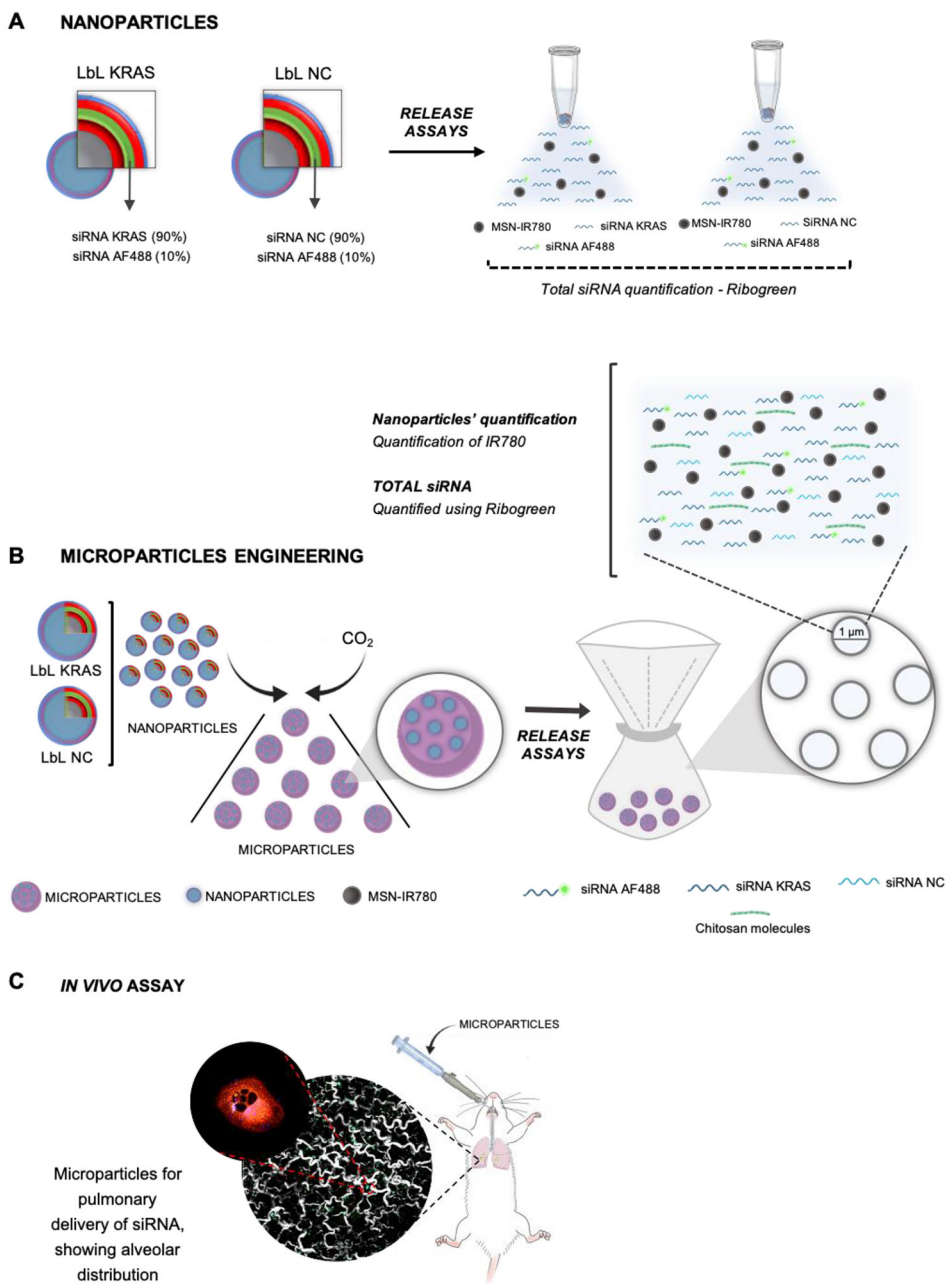 A NANOPARTICLES
LbL KRAS
LbL NC
RELEASE
ASSAYS
siRNA KRAS (90%)
siRNA AF488 (10%)
siRNA NC (90%)
siRNA AF488 (10%)
MSN-IR780 siRNA KRAS
siRNA AF488
MSN-IR780 SiRNA NC
siRNA AF488
Total siRNA quantification - Ribogreen
Nanoparticles' quantification
Quantification of IR780
TOTAL siRNA
Quantified using Ribogreen
B MICROPARTICLES ENGINEERING
LbL KRAS
LbL NC
NANOPARTICLES
CO2
MICROPARTICLES
RELEASE
ASSAYS
1 μm
MICROPARTICLES
NANOPARTICLES
MSN-IR780
siRNA AF488
siRNA KRAS
siRNA NC
Chitosan molecules
C IN VIVO ASSAY
MICROPARTICLES
Microparticles for
pulmonary
delivery of siRNA,
showing alveolar
distribution